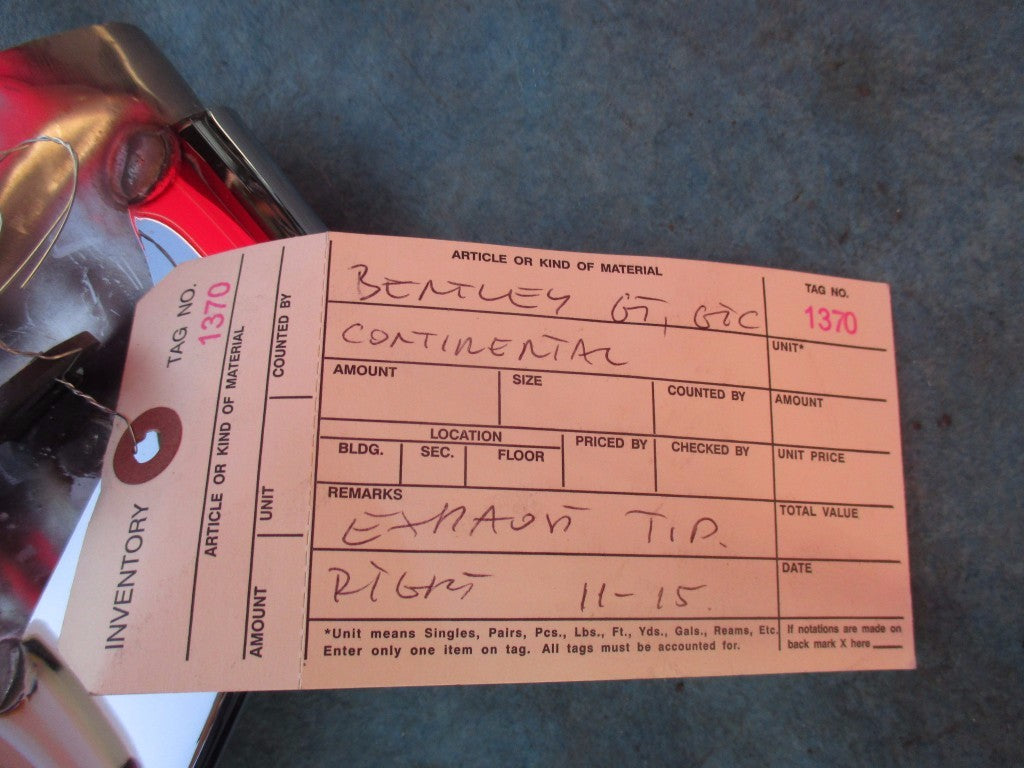 TAG NO.
1370
ARTICLE OR KIND OF MATERIAL
COUNTED BY
UNIT
AMOUNT
INVENTORY
ARTICLE OR KIND OF MATERIAL
BENTLEY GT, GTC
CONTINENTAL
TAG NO.
1370
UNIT*
AMOUNT
SIZE
COUNTED BY
AMOUNT
LOCATION
BLDG.
SEC.
FLOOR
PRICED BY
CHECKED BY
UNIT PRICE
REMARKS
EXHAUST TIP.
TOTAL VALUE
RIGHT 11-15.
DATE
*Unit means Singles, Pairs, Pcs., Lbs., Ft., Yds., Gals., Reams, Etc.
Enter only one item on tag. All tags must be accounted for.
If notations are made on
back mark X here